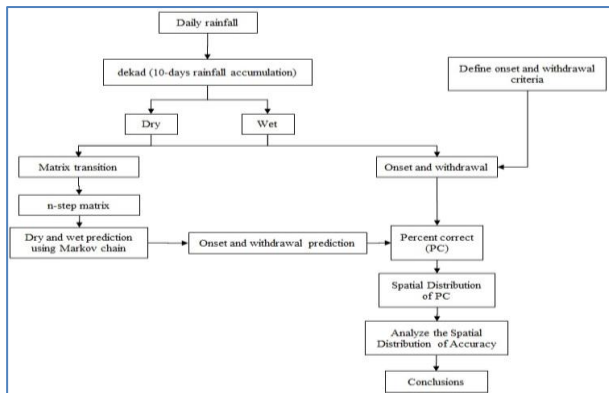 Daily rainfall
dekad (10-days rainfall accumulation)
Define onset and withdrawal
criteria
Dry
Wet
Matrix transition
Onset and withdrawal
n-step matrix
Dry and wet prediction
using Markov chain
Onset and withdrawal prediction
Percent correct
(PC)
Spatial Distribution
of PC
Analyze the Spatial
Distribution of Accuracy
Conclusions